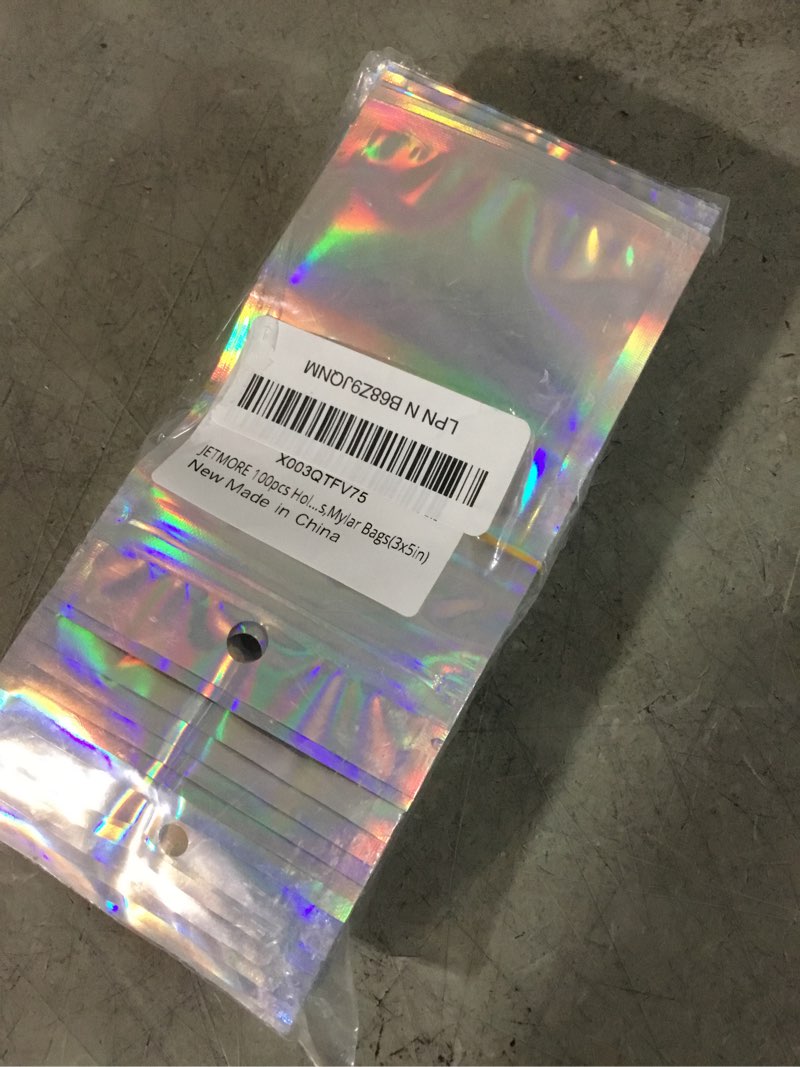 LPN N B68Z9JQNM
X003QTFV75
JETMORE 100pcs Hol...s,Mylar Bags(3x5in)
New Made in China